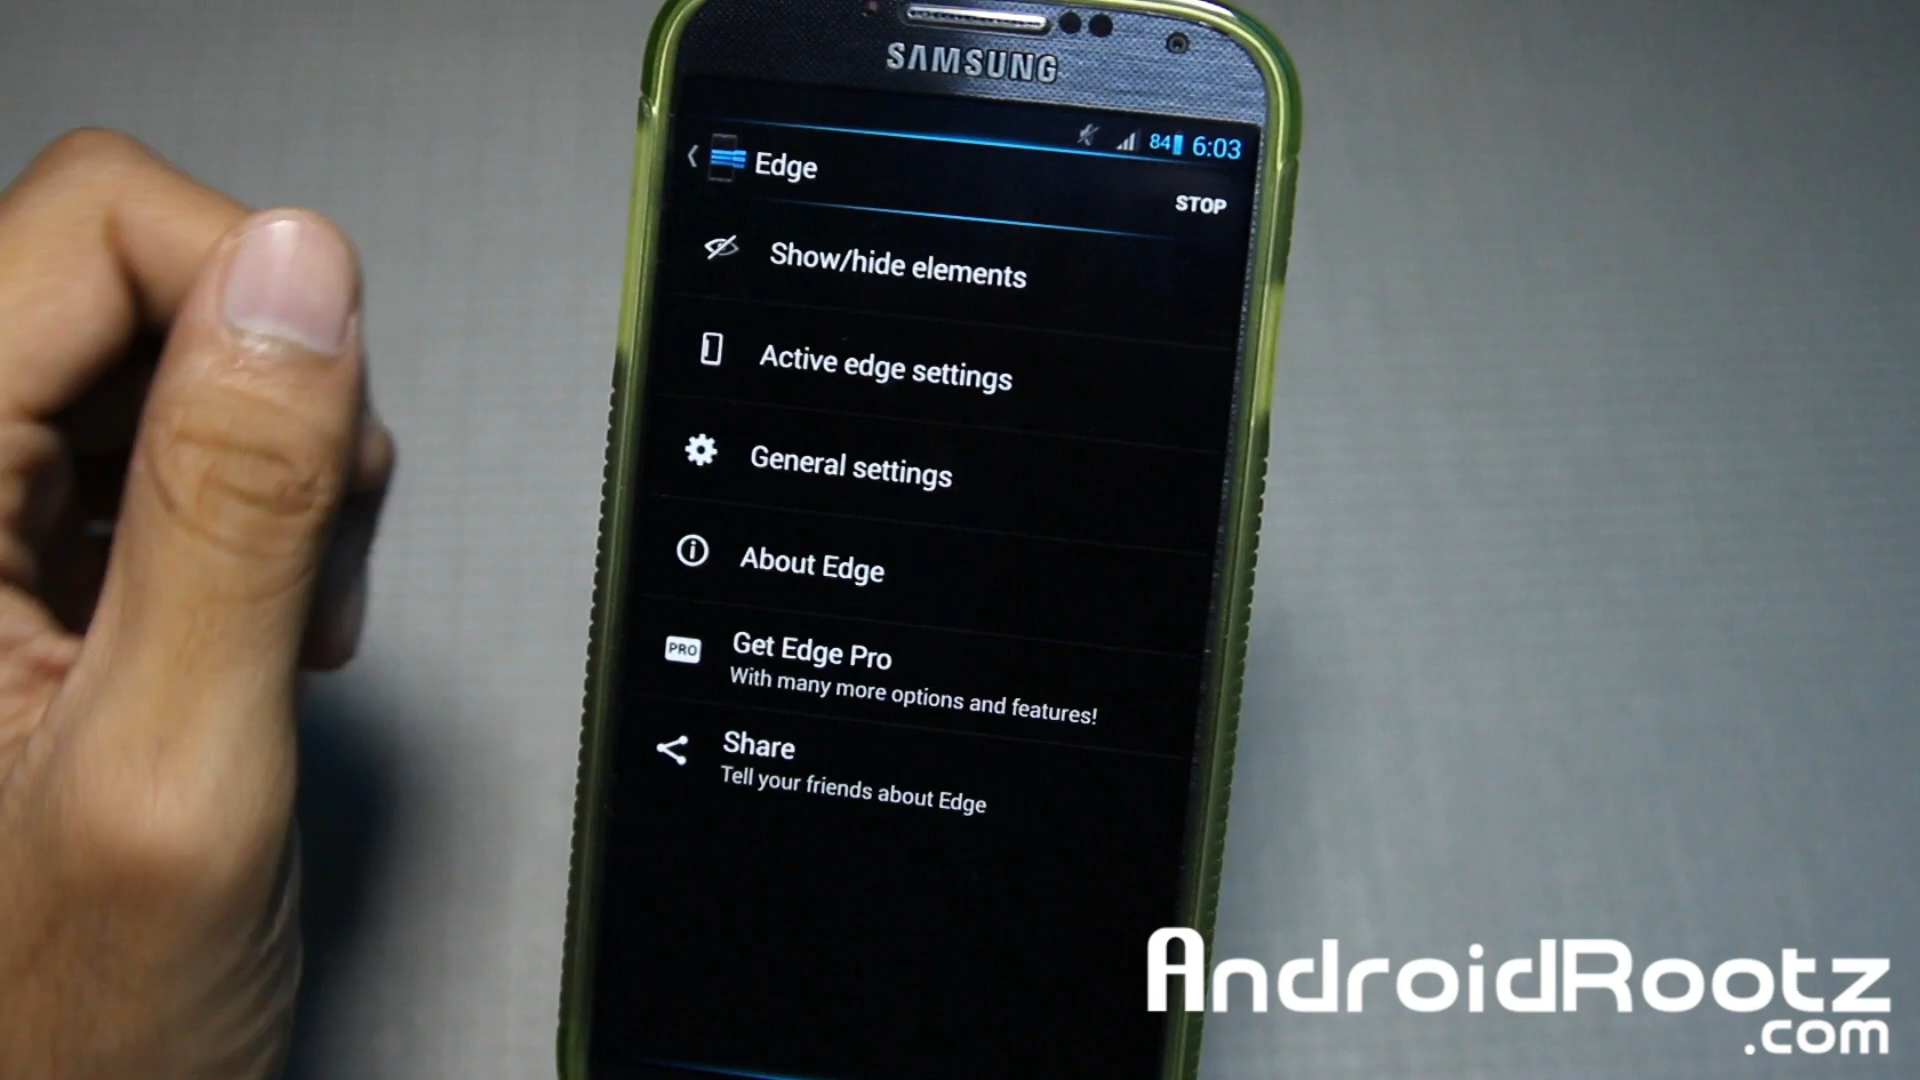 SAMSUNG
84 6:03
Edge
STOP
Show/hide elements
Active edge settings
General settings
About Edge
PRO
Get Edge Pro
With many more options and features!
Share
Tell your friends about Edge
AndroidRootz
.com